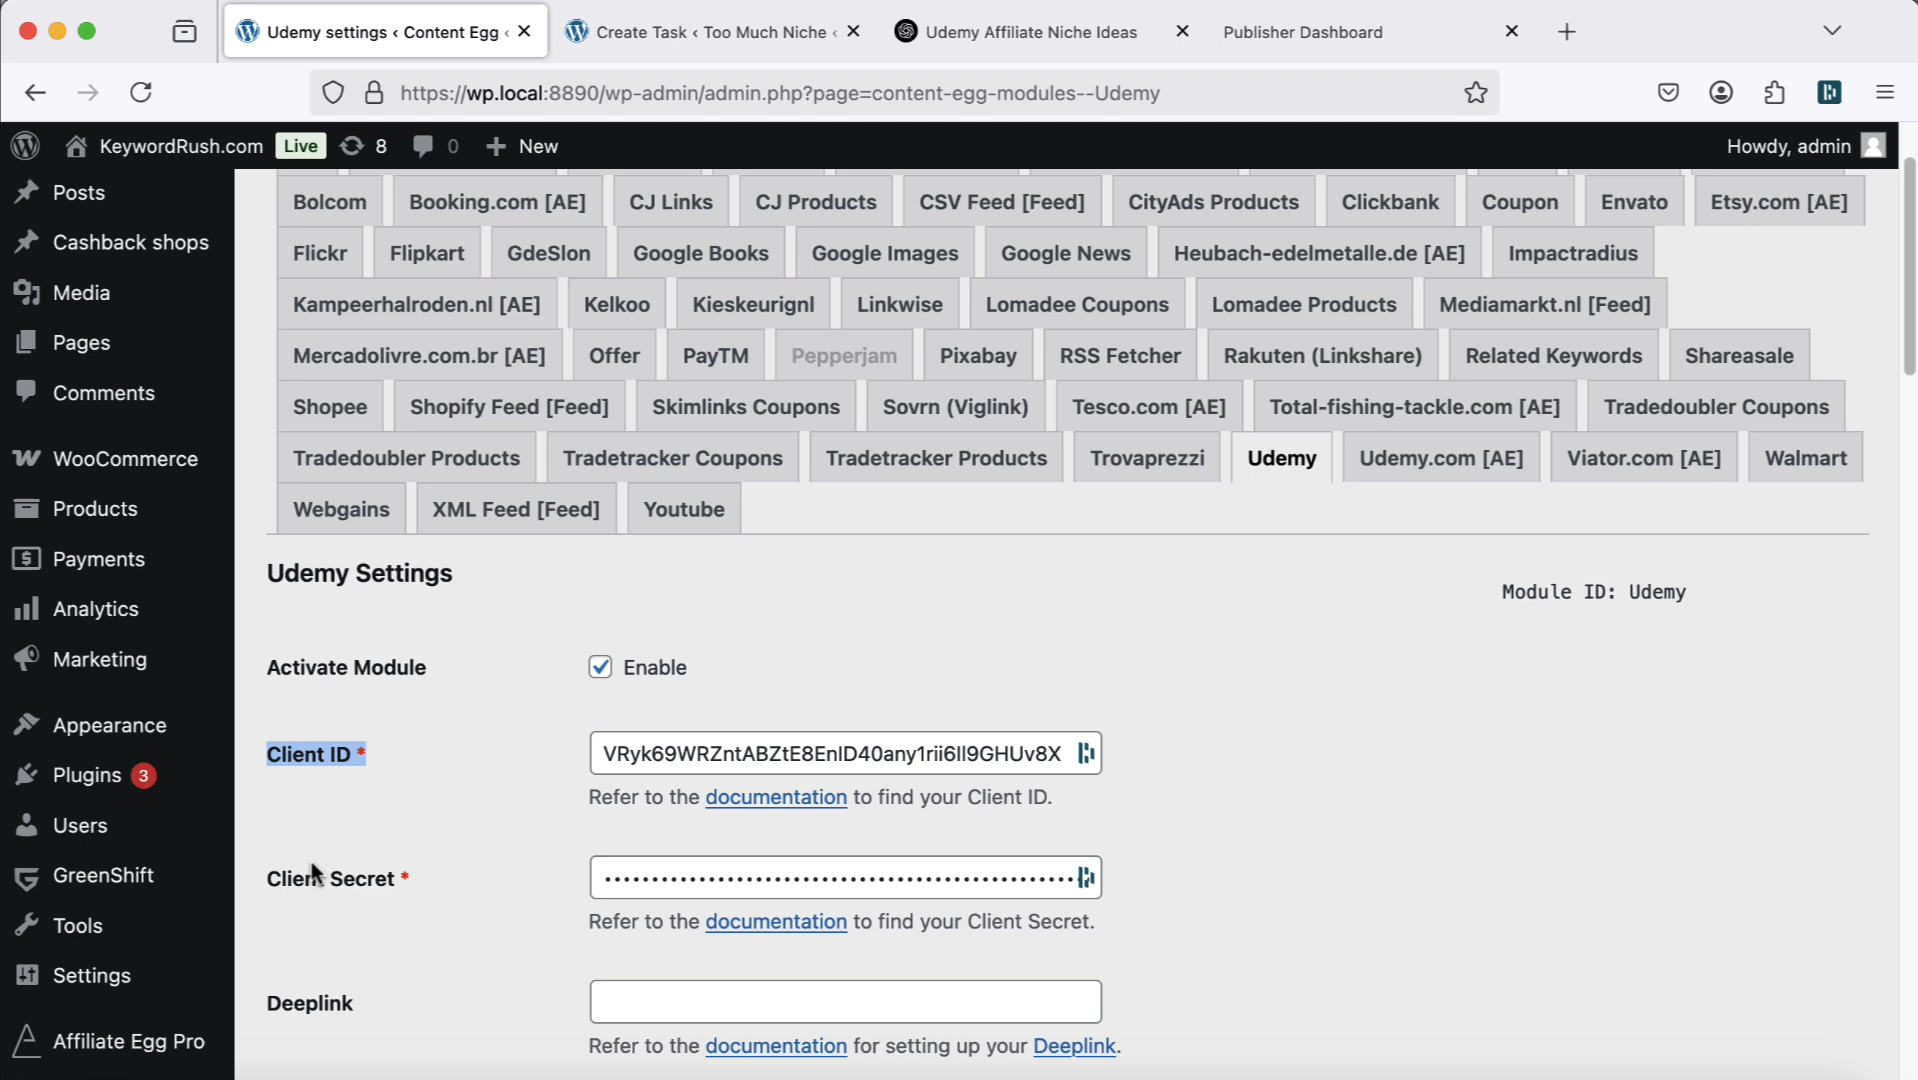 Udemy settings ‹ Content Egg ‹
Create Task ‹ Too Much Niche ‹
Udemy Affiliate Niche Ideas
Publisher Dashboard
https://wp.local:8890/wp-admin/admin.php?page=content-egg-modules--Udemy
KeywordRush.com
Live
8
0
New
Howdy, admin
Posts
Cashback shops
Media
Pages
Comments
WooCommerce
Products
Payments
Analytics
Marketing
Appearance
Plugins 3
Users
GreenShift
Tools
Settings
Affiliate Egg Pro
Bolcom Booking.com [AE] CJ Links CJ Products CSV Feed [Feed] CityAds Products Clickbank Coupon Envato Etsy.com [AE]
Flickr Flipkart GdeSlon Google Books Google Images Google News Heubach-edelmetalle.de [AE] Impactradius
Kampeerhalroden.nl [AE] Kelkoo Kieskeurignl Linkwise Lomadee Coupons Lomadee Products Mediamarkt.nl [Feed]
Mercadolivre.com.br [AE] Offer PayTM Pepperjam Pixabay RSS Fetcher Rakuten (Linkshare) Related Keywords Shareasale
Shopee Shopify Feed [Feed] Skimlinks Coupons Sovrn (Viglink) Tesco.com [AE] Total-fishing-tackle.com [AE] Tradedoubler Coupons
Tradedoubler Products Tradetracker Coupons Tradetracker Products Trovaprezzi Udemy Udemy.com [AE] Viator.com [AE] Walmart
Webgains XML Feed [Feed] Youtube
Udemy Settings
Module ID: Udemy
Activate Module
Enable
Client ID *
Refer to the documentation to find your Client ID.
Client Secret *
Refer to the documentation to find your Client Secret.
Deeplink
Refer to the documentation for setting up your Deeplink.